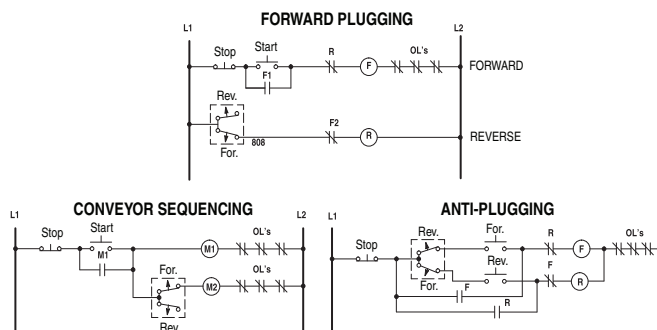 FORWARD PLUGGING
L1
L2
Stop
Start
R
OL's
F
F1
FORWARD
Rev.
F2
808
R
REVERSE
For.
CONVEYOR SEQUENCING
L1
L2
Stop
Start
OL's
M1
M1
For.
OL's
M2
Rev.
ANTI-PLUGGING
L1
Stop
Rev.
For.
R
OL's
F
Rev.
F
For.
R
F
R